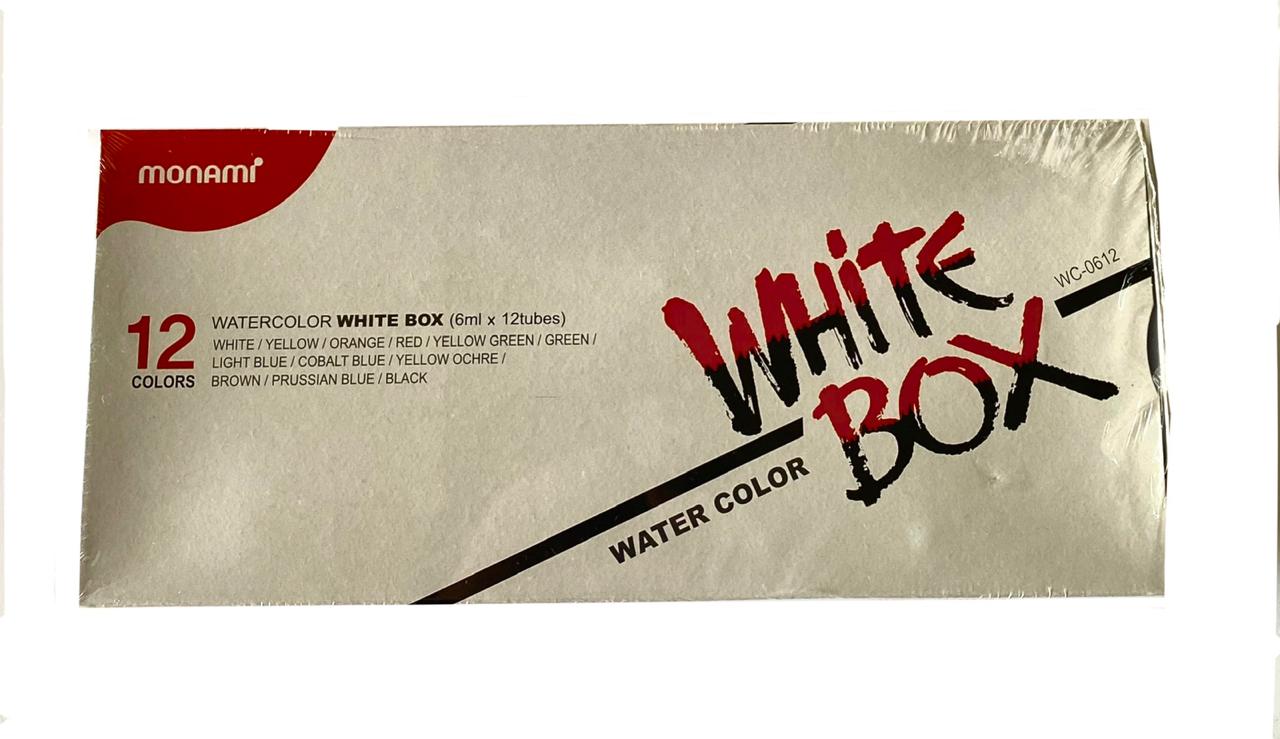 monami
12
COLORS
WATERCOLOR WHITE BOX (6ml x 12tubes)
WHITE / YELLOW / ORANGE / RED / YELLOW GREEN / GREEN /
LIGHT BLUE / COBALT BLUE / YELLOW OCHRE /
BROWN / PRUSSIAN BLUE / BLACK
WHiTE
BOX
WC-0612
WATER COLOR